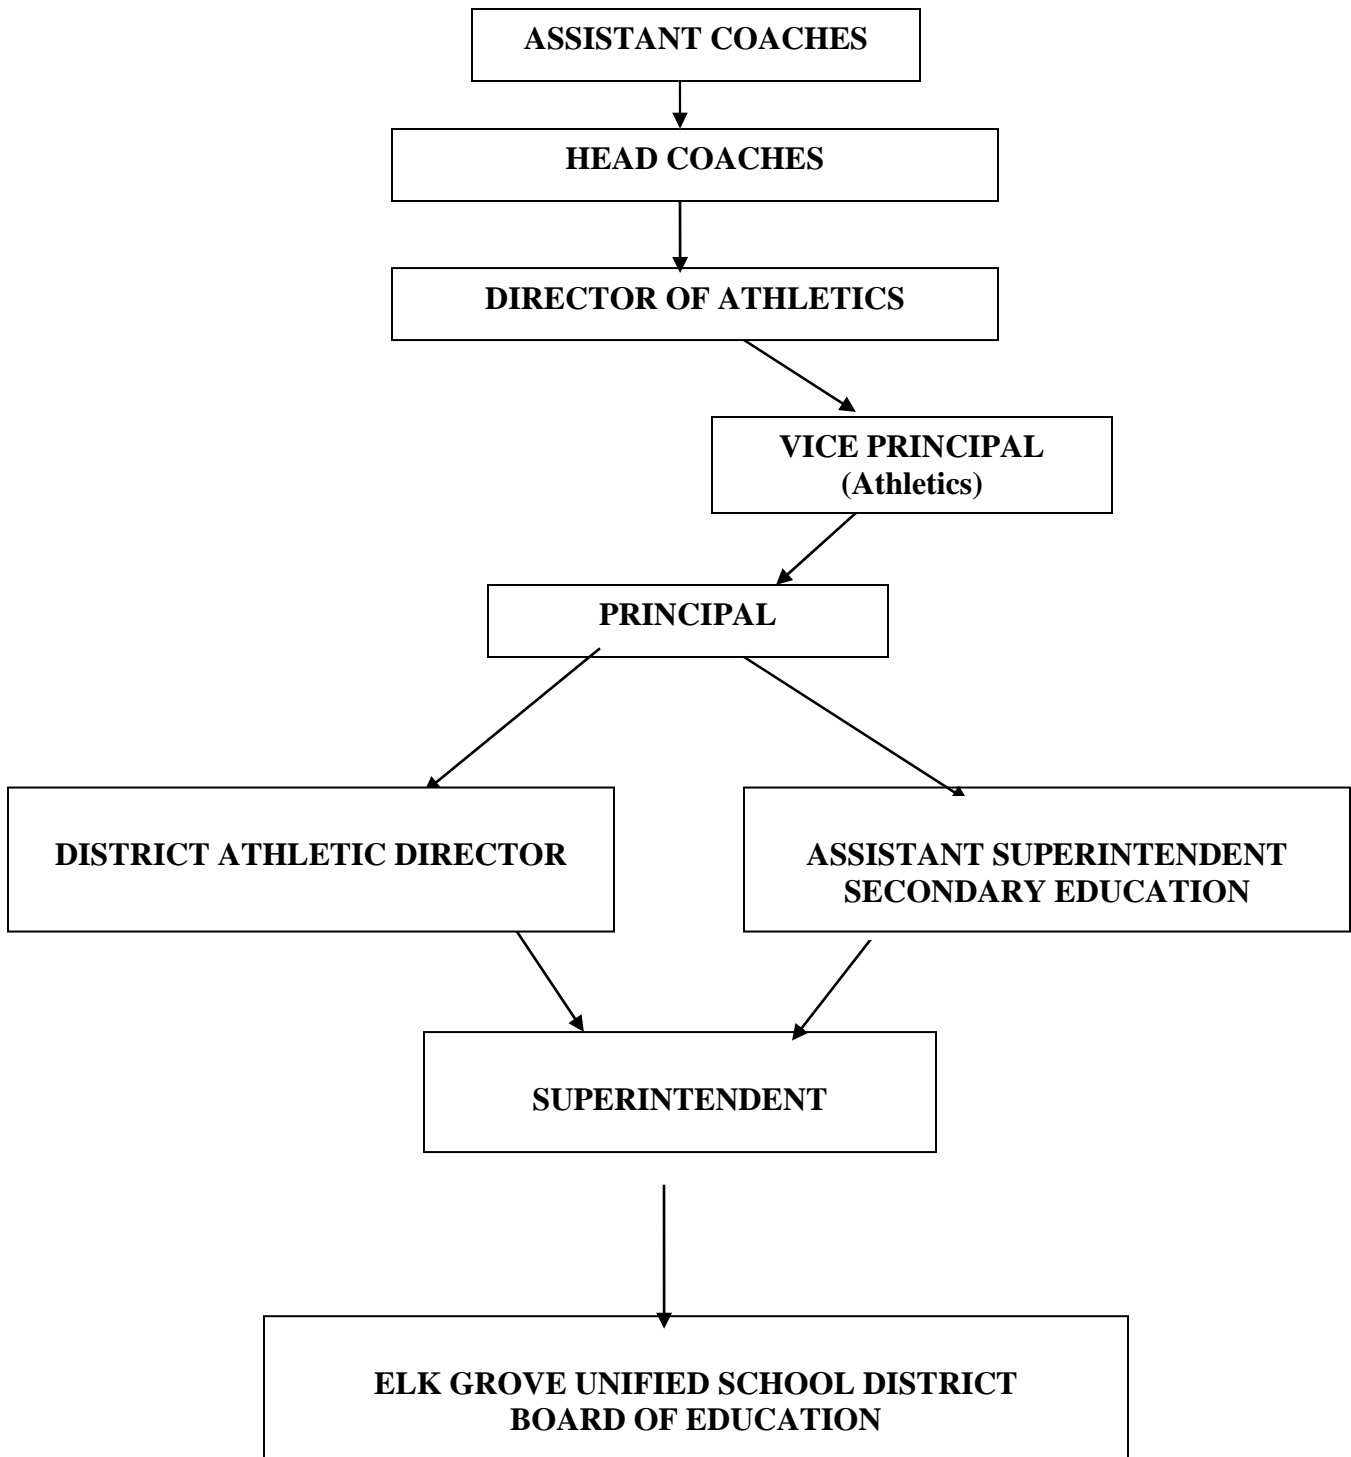 ASSISTANT COACHES
HEAD COACHES
DIRECTOR OF ATHLETICS
VICE PRINCIPAL
(Athletics)
PRINCIPAL
DISTRICT ATHLETIC DIRECTOR
ASSISTANT SUPERINTENDENT
SECONDARY EDUCATION
SUPERINTENDENT
ELK GROVE UNIFIED SCHOOL DISTRICT
BOARD OF EDUCATION